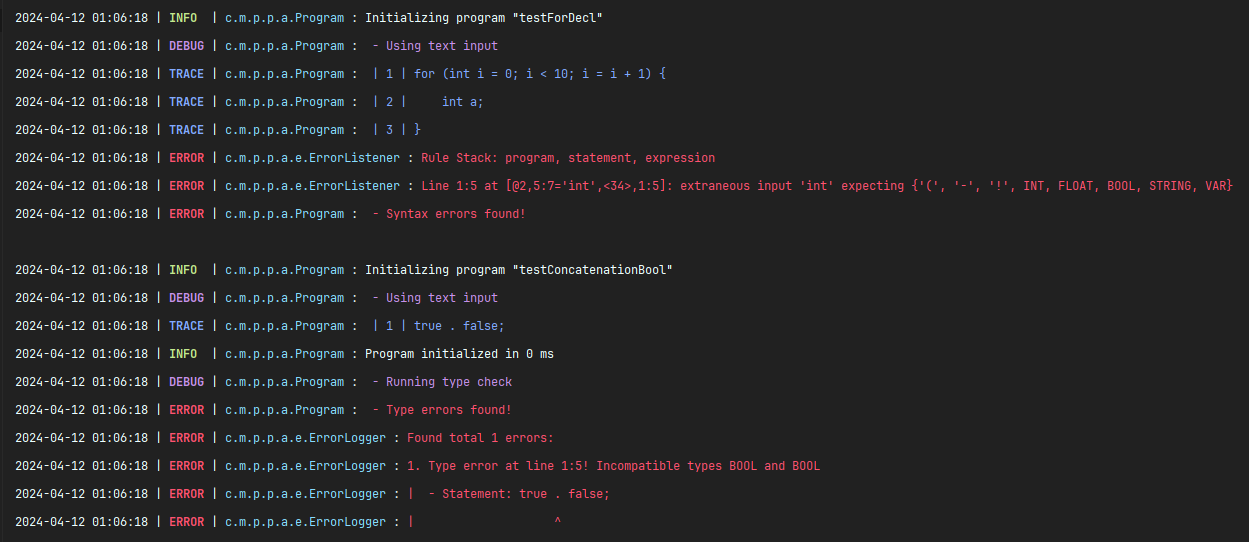 2024-04-12 01:06:18 | INFO  | c.m.p.p.a.Program : Initializing program "testForDecl"
2024-04-12 01:06:18 | DEBUG | c.m.p.p.a.Program :  - Using text input
2024-04-12 01:06:18 | TRACE | c.m.p.p.a.Program :  | 1 | for (int i = 0; i < 10; i = i + 1) {
2024-04-12 01:06:18 | TRACE | c.m.p.p.a.Program :  | 2 |     int a;
2024-04-12 01:06:18 | TRACE | c.m.p.p.a.Program :  | 3 | }
2024-04-12 01:06:18 | ERROR | c.m.p.p.a.e.ErrorListener : Rule Stack: program, statement, expression
2024-04-12 01:06:18 | ERROR | c.m.p.p.a.e.ErrorListener : Line 1:5 at [@2,5:7='int',<34>,1:5]: extraneous input 'int' expecting {'(', '-', '!', INT, FLOAT, BOOL, STRING, VAR}
2024-04-12 01:06:18 | ERROR | c.m.p.p.a.Program :  - Syntax errors found!
2024-04-12 01:06:18 | INFO  | c.m.p.p.a.Program : Initializing program "testConcatenationBool"
2024-04-12 01:06:18 | DEBUG | c.m.p.p.a.Program :  - Using text input
2024-04-12 01:06:18 | TRACE | c.m.p.p.a.Program :  | 1 | true . false;
2024-04-12 01:06:18 | INFO  | c.m.p.p.a.Program : Program initialized in 0 ms
2024-04-12 01:06:18 | DEBUG | c.m.p.p.a.Program :  - Running type check
2024-04-12 01:06:18 | ERROR | c.m.p.p.a.Program :  - Type errors found!
2024-04-12 01:06:18 | ERROR | c.m.p.p.a.e.ErrorLogger : Found total 1 errors:
2024-04-12 01:06:18 | ERROR | c.m.p.p.a.e.ErrorLogger : 1. Type error at line 1:5! Incompatible types BOOL and BOOL
2024-04-12 01:06:18 | ERROR | c.m.p.p.a.e.ErrorLogger : |  - Statement: true . false;
2024-04-12 01:06:18 | ERROR | c.m.p.p.a.e.ErrorLogger : |                    ^